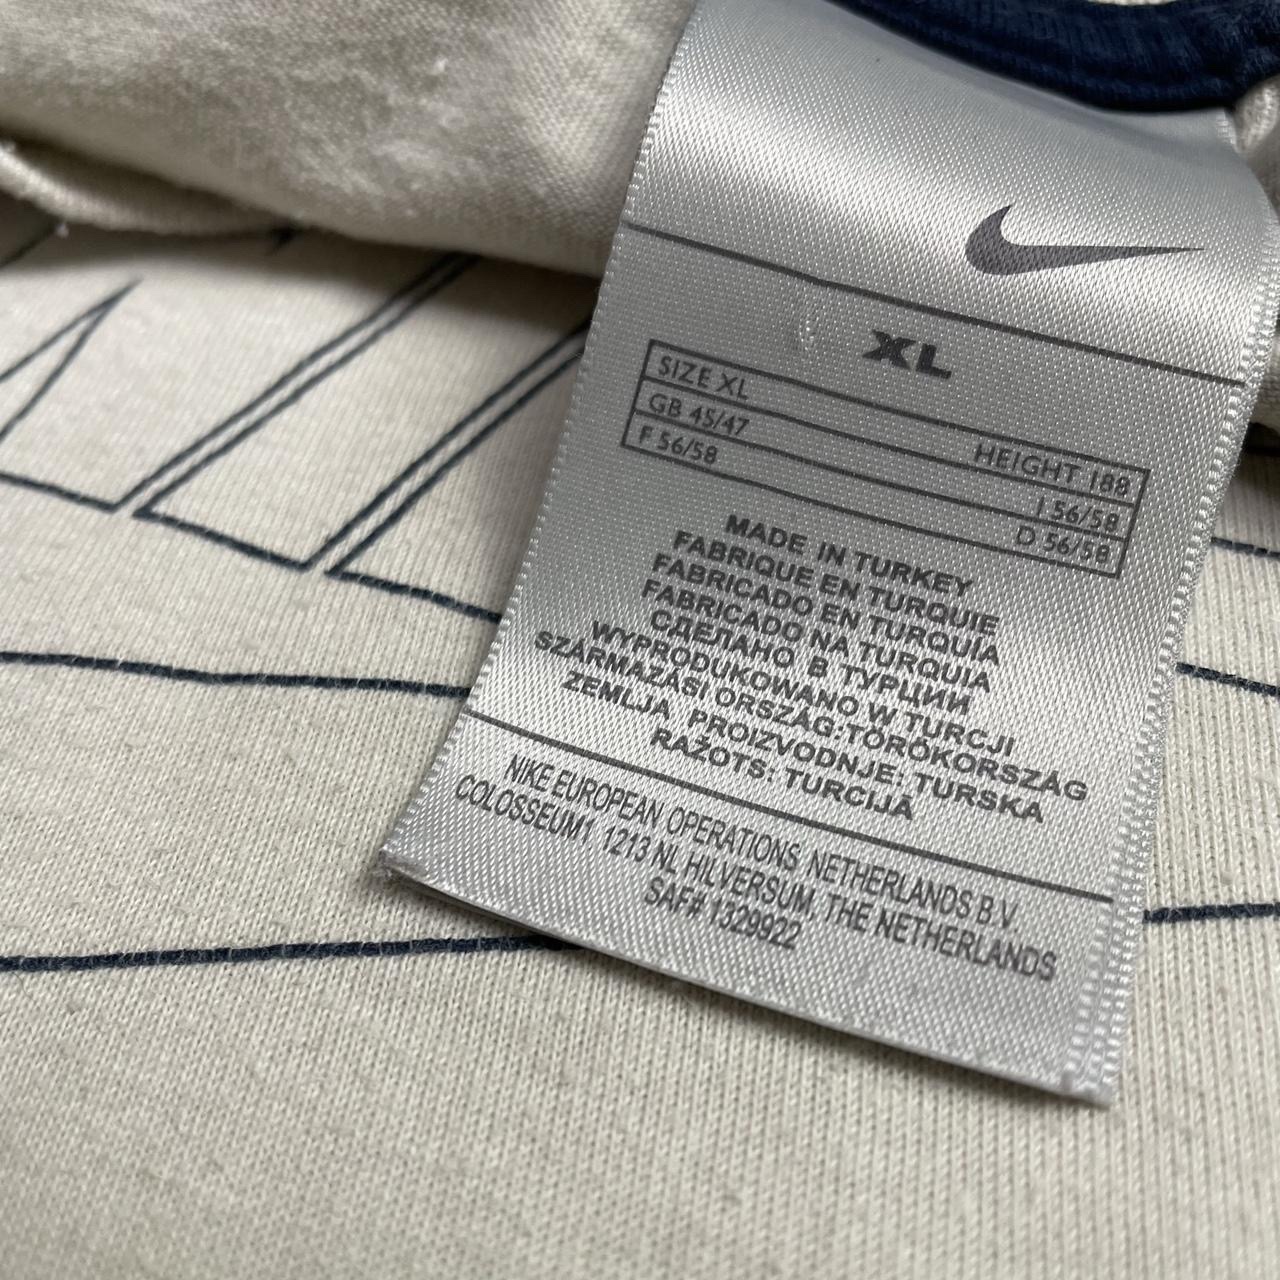 XL
SIZE XL HEIGHT 188
GB 45/47 I 56/58
F 56/58 D 56/58
MADE IN TURKEY
FABRIQUE EN TURQUIE
FABRICADO EN TURQUIA
FABRICADO NA TURQUIA
СДЕЛАНО В ТУРЦИИ
WYPRODUKOWANO W TURCJI
SZÁRMAZÁSI ORSZÁG:TÖRÖKORSZÁG
ZEMLJA PROIZVODNJE: TURSKA
RAŽOTS: TURCIJĀ
NIKE EUROPEAN OPERATIONS NETHERLANDS B.V.
COLOSSEUM1, 1213 NL HILVERSUM, THE NETHERLANDS
SAF# 1329922